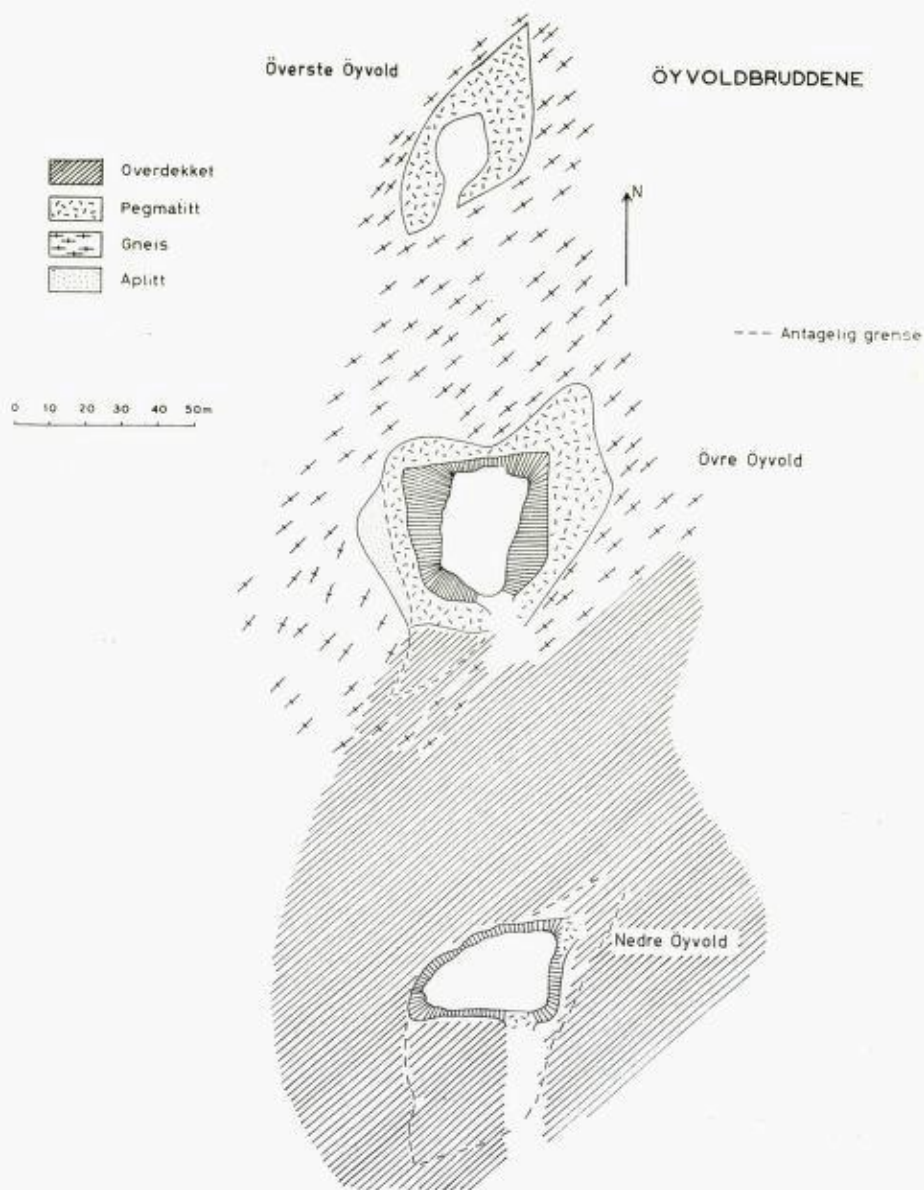 Överste Öyvold
ÖYVOLDBRUDDENE
Overdekket
Pegmatitt
Gneis
Aplitt
N
Antagelig grense
0 10 20 30 40 50m
Övre Öyvold
Nedre Öyvold